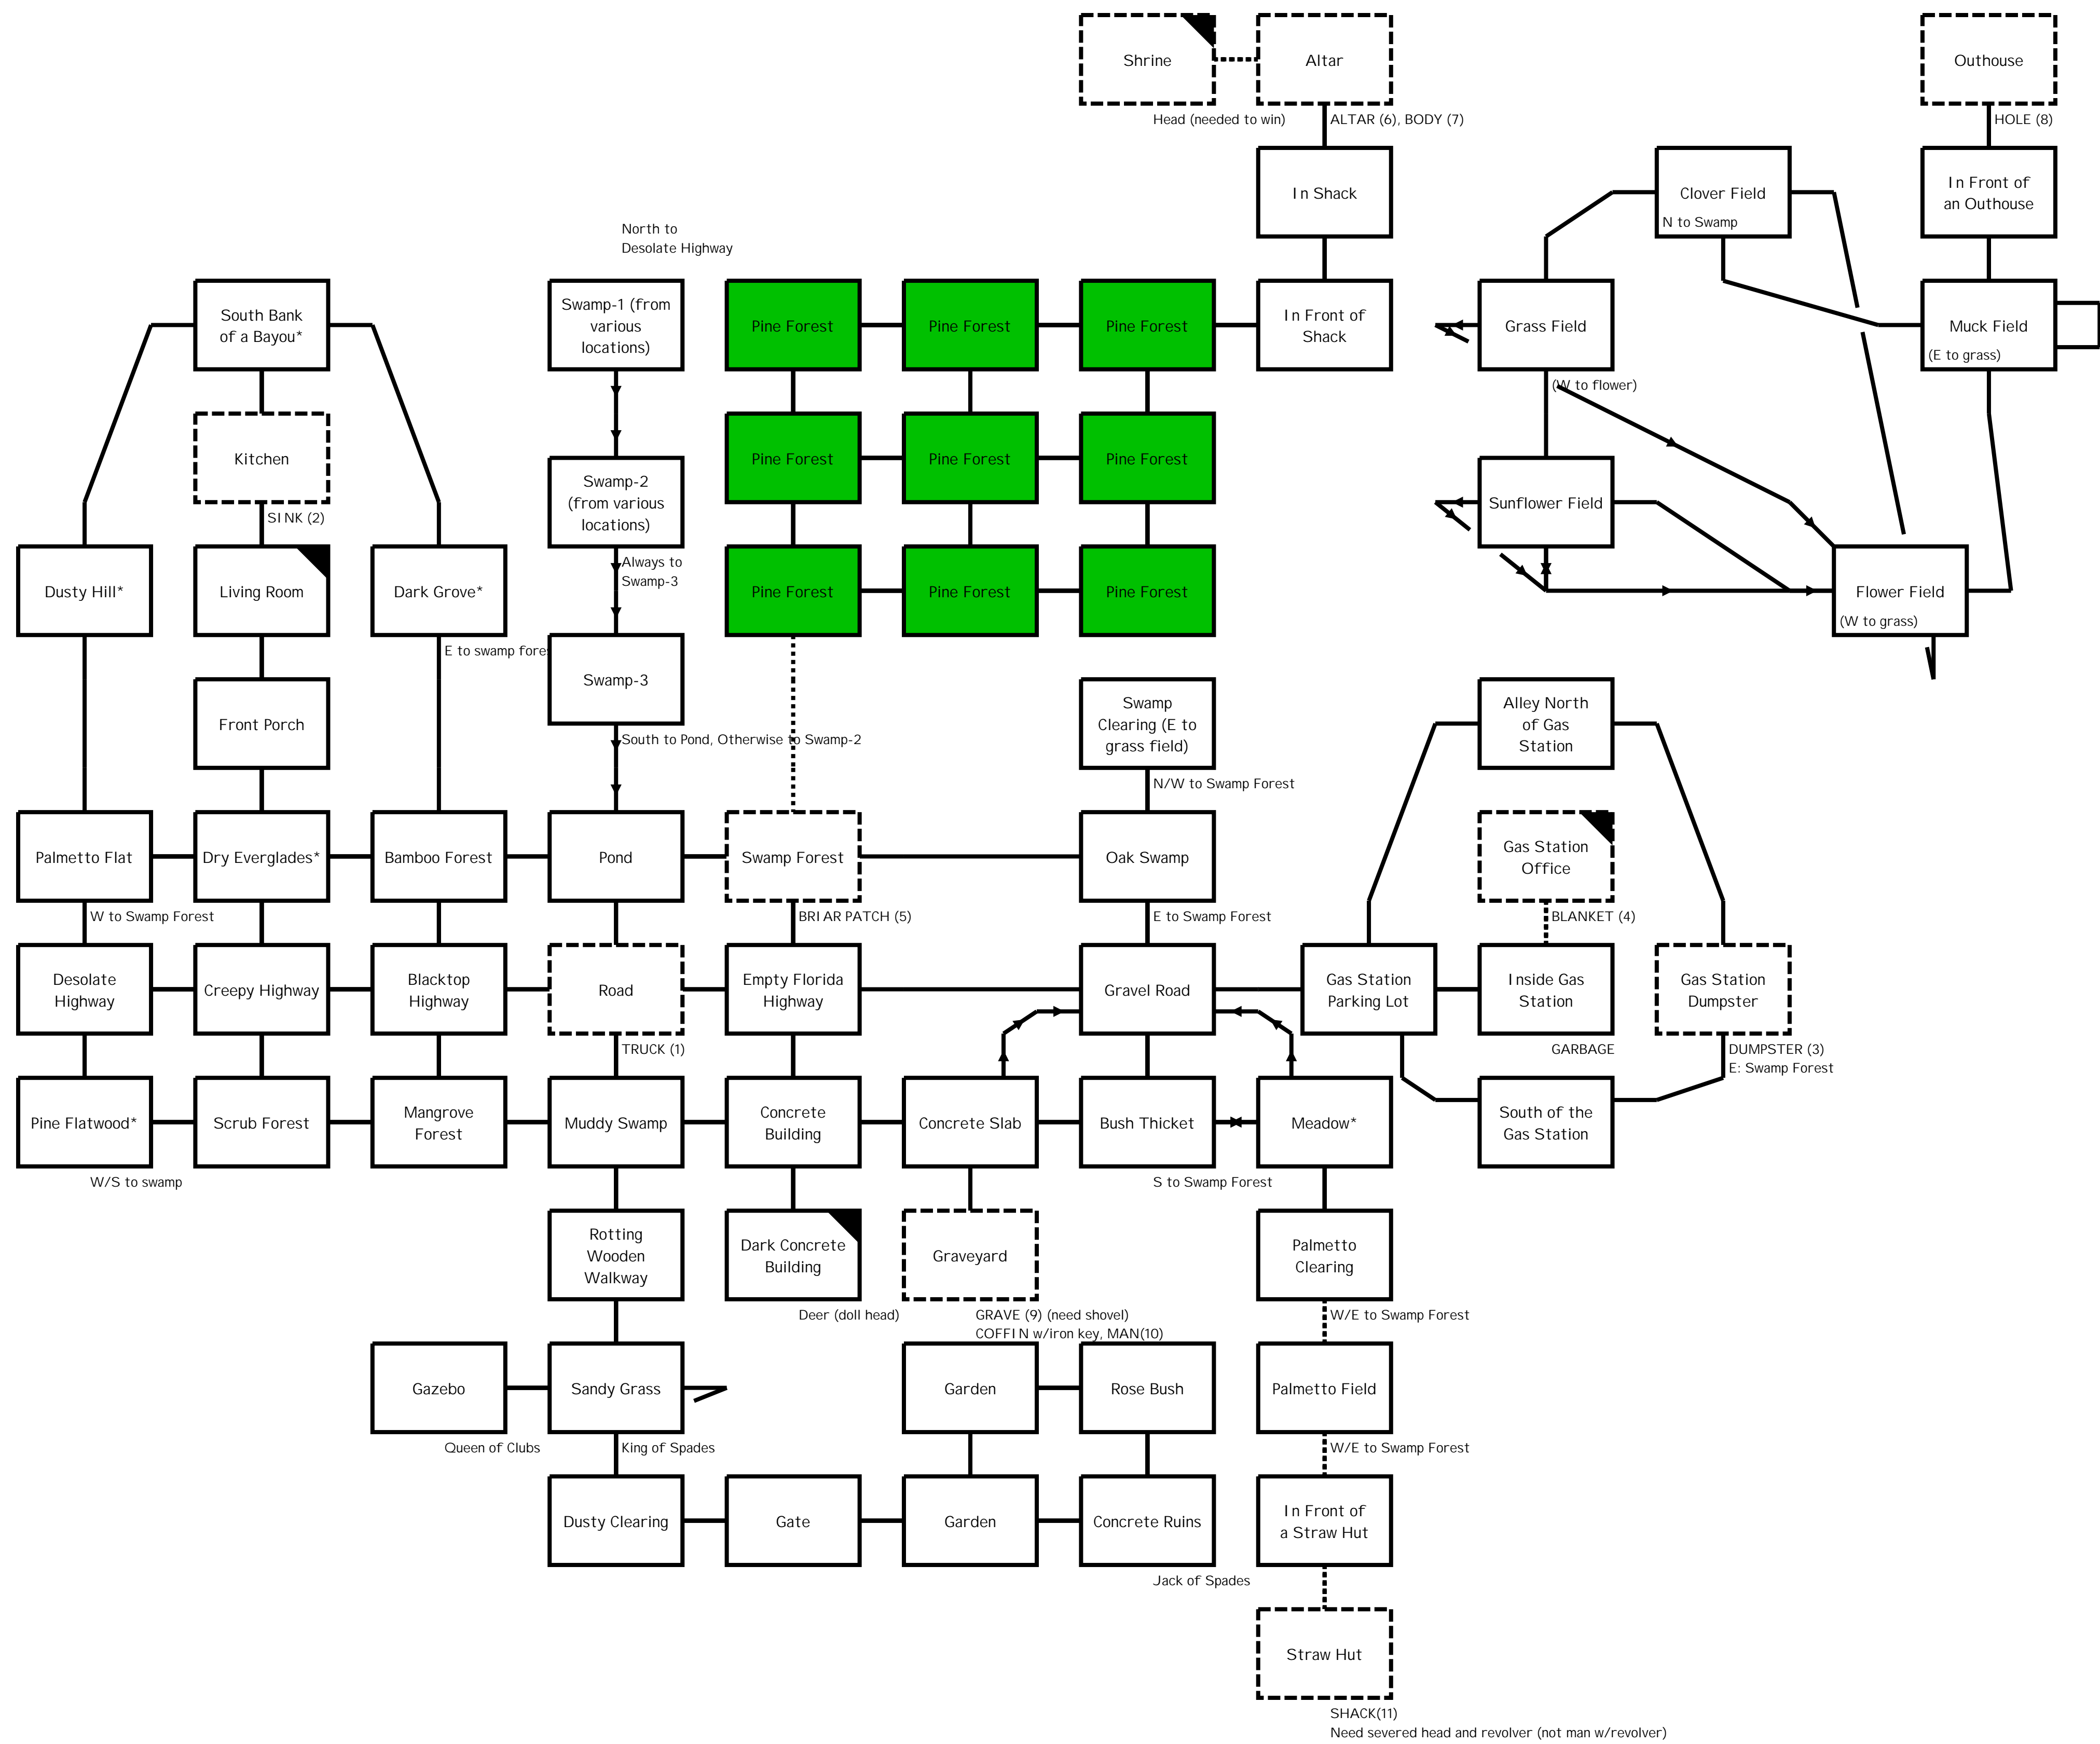 Shrine
Altar
Outhouse
Head (needed to win)
ALTAR (6), BODY (7)
HOLE (8)
In Shack
Clover Field
N to Swamp
In Front of
an Outhouse
North to
Desolate Highway
South Bank
of a Bayou*
Swamp-1 (from
various
locations)
Pine Forest
Pine Forest
Pine Forest
In Front of
Shack
Grass Field
Muck Field
(E to grass)
(W to flower)
Kitchen
Swamp-2
(from various
locations)
Pine Forest
Pine Forest
Pine Forest
Sunflower Field
SINK (2)
Always to
Swamp-3
Dusty Hill*
Living Room
Dark Grove*
Pine Forest
Pine Forest
Pine Forest
Flower Field
(W to grass)
E to swamp fores
Swamp-3
Front Porch
Swamp
Clearing (E to
grass field)
Alley North
of Gas
Station
South to Pond, Otherwise to Swamp-2
N/W to Swamp Forest
Palmetto Flat
Dry Everglades*
Bamboo Forest
Pond
Swamp Forest
Oak Swamp
Gas Station
Office
W to Swamp Forest
BRIAR PATCH (5)
E to Swamp Forest
BLANKET (4)
Desolate
Highway
Creepy Highway
Blacktop
Highway
Road
Empty Florida
Highway
Gravel Road
Gas Station
Parking Lot
Inside Gas
Station
Gas Station
Dumpster
TRUCK (1)
GARBAGE
DUMPSTER (3)
E: Swamp Forest
Pine Flatwood*
Scrub Forest
Mangrove
Forest
Muddy Swamp
Concrete
Building
Concrete Slab
Bush Thicket
Meadow*
South of the
Gas Station
W/S to swamp
S to Swamp Forest
Rotting
Wooden
Walkway
Dark Concrete
Building
Graveyard
Palmetto
Clearing
Deer (doll head)
GRAVE (9) (need shovel)
COFFIN w/iron key, MAN(10)
W/E to Swamp Forest
Gazebo
Sandy Grass
Garden
Rose Bush
Palmetto Field
Queen of Clubs
King of Spades
W/E to Swamp Forest
Dusty Clearing
Gate
Garden
Concrete Ruins
In Front of
a Straw Hut
Jack of Spades
Straw Hut
SHACK(11)
Need severed head and revolver (not man w/revolver)